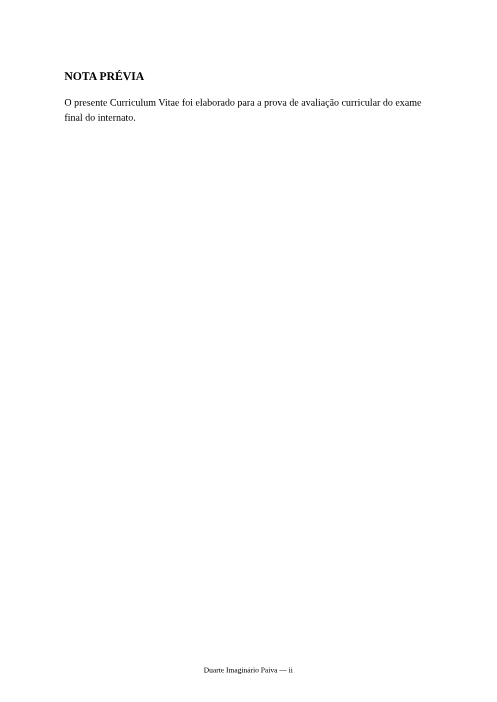 NOTA PRÉVIA
O presente Curriculum Vitae foi elaborado para a prova de avaliação curricular do exame
final do internato.
Duarte Imaginário Paiva — ii